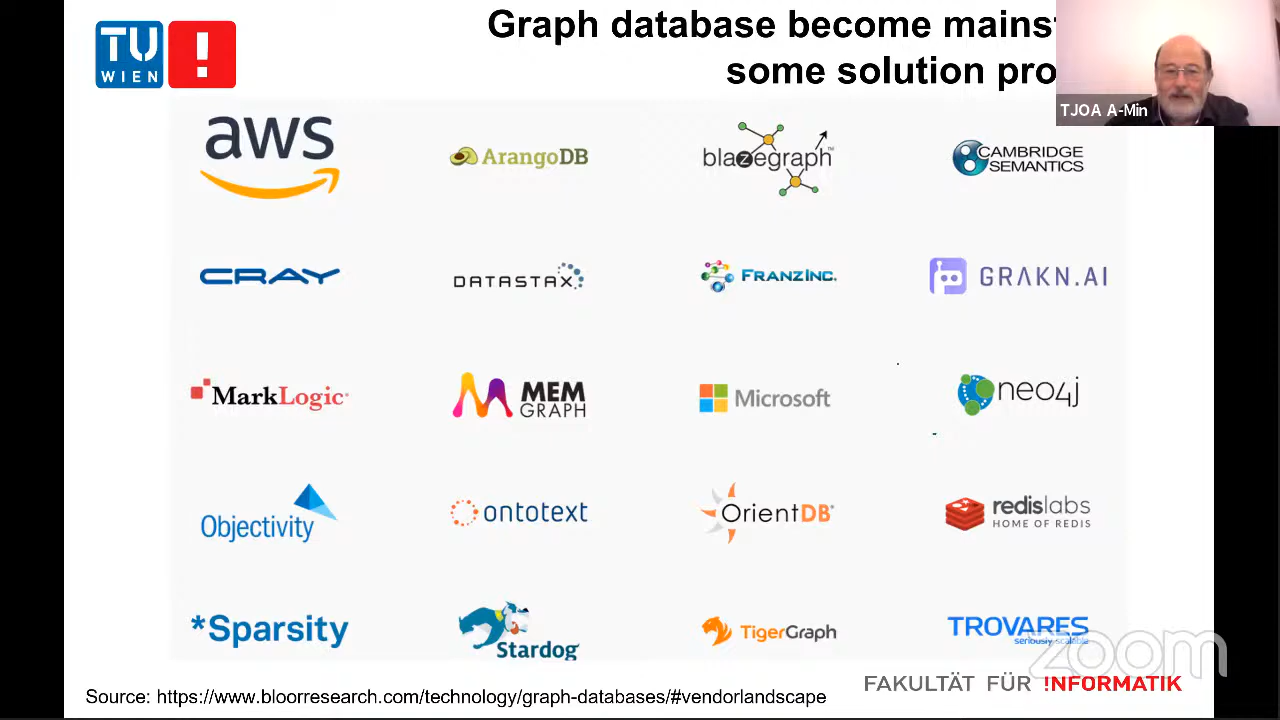 TU
WIEN
Graph database become mains
some solution pro
TJOA A-Min
aws
ArangoDB
blazegraph™
CAMBRIDGE
SEMANTICS
CRAY
DATASTAX
FRANZINC.
GRAKN.AI
MarkLogic®
MEM
GRAPH
Microsoft
neo4j
Objectivity
ontotext
OrientDB®
redislabs
HOME OF REDIS
*Sparsity
Stardog
TigerGraph
TROVARES
seriously scalable
zoom
Source: https://www.bloorresearch.com/technology/graph-databases/#vendorlandscape
FAKULTÄT FÜR !NFORMATIK